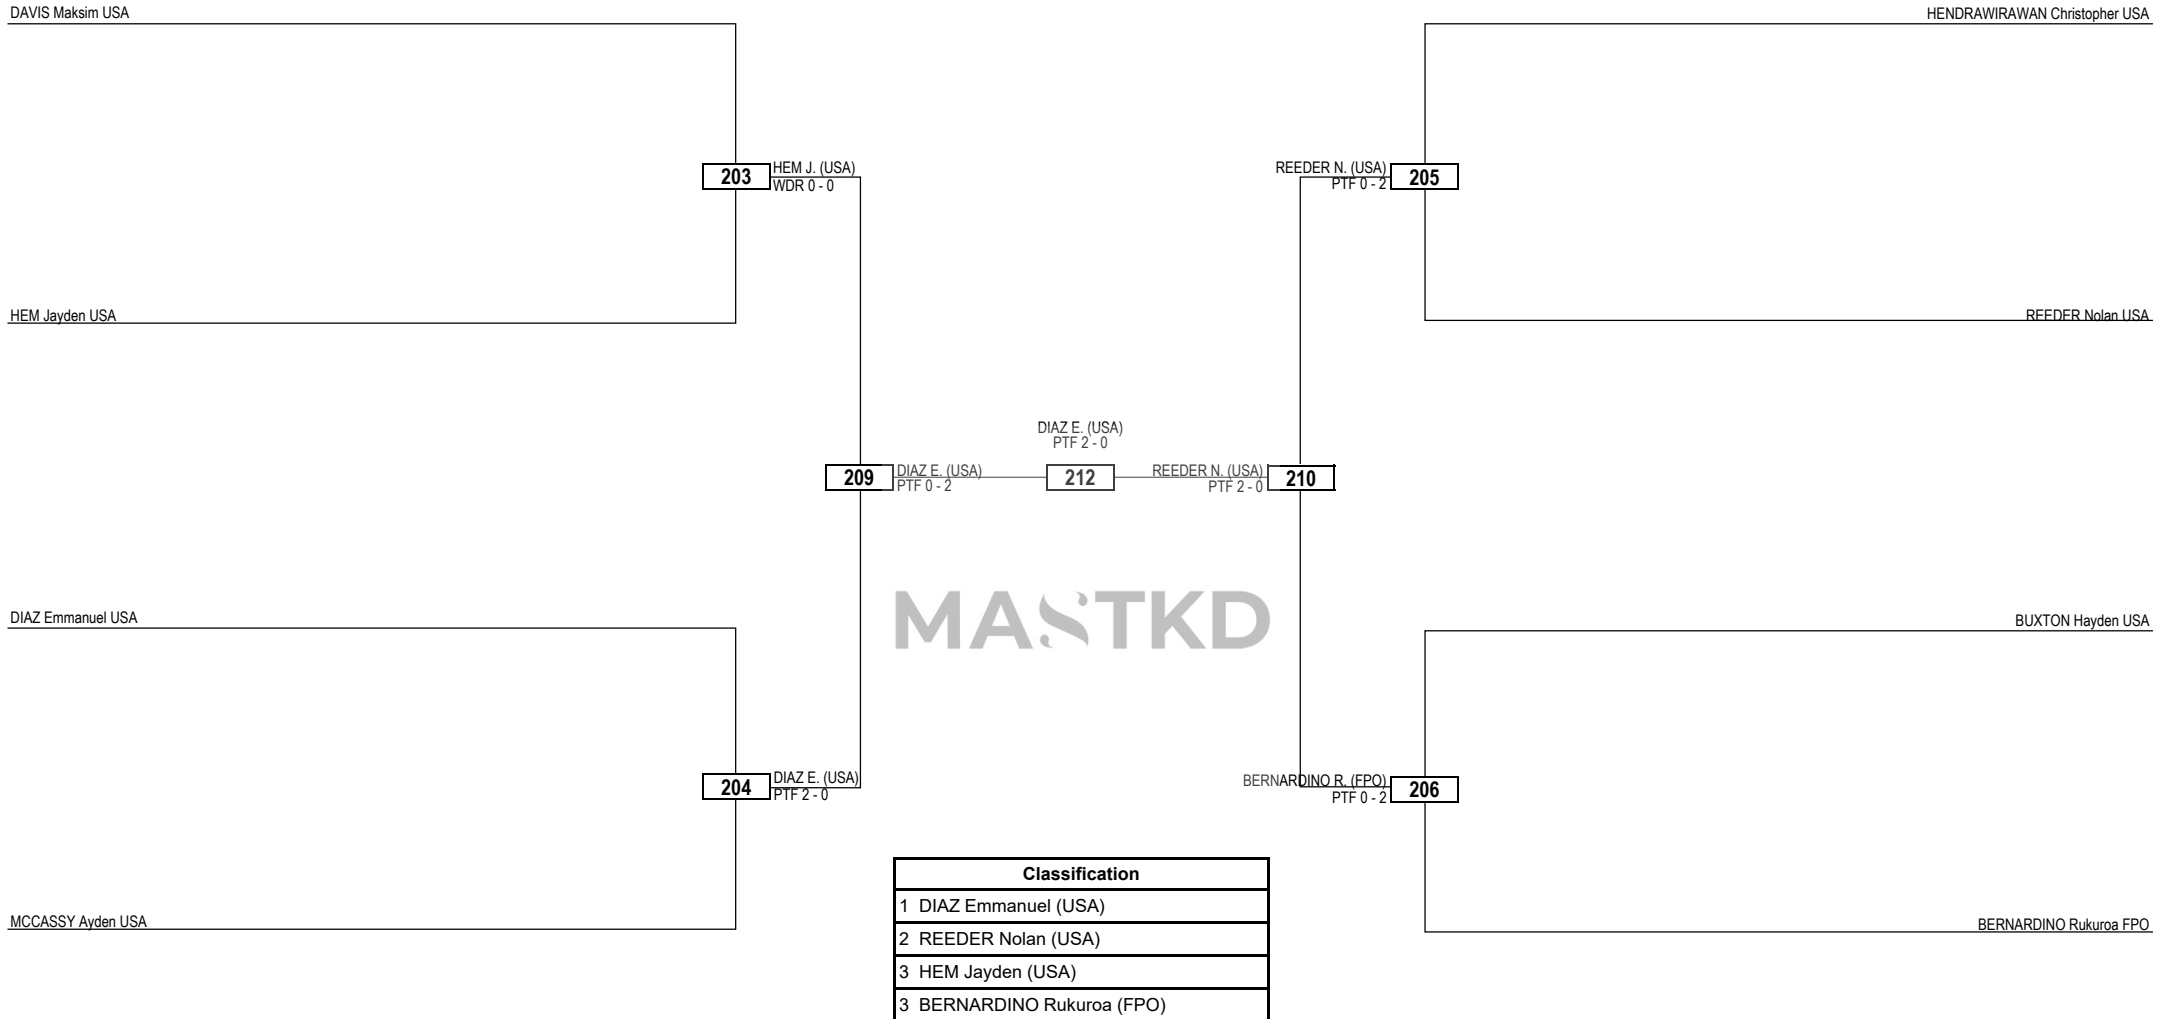 DAVIS Maksim USA
HENDRAWIRAWAN Christopher USA
203
HEM J. (USA)
WDR 0 - 0
REEDER N. (USA)
PTF 0 - 2
205
HEM Jayden USA
REEDER Nolan USA
DIAZ E. (USA)
PTF 2 - 0
209
DIAZ E. (USA)
PTF 0 - 2
212
REEDER N. (USA)
PTF 2 - 0
210
MASTKD
DIAZ Emmanuel USA
BUXTON Hayden USA
204
DIAZ E. (USA)
PTF 2 - 0
BERNARDINO R. (FPO)
PTF 0 - 2
206
MCCASSY Ayden USA
BERNARDINO Rukuroa FPO
Classification
1 DIAZ Emmanuel (USA)
2 REEDER Nolan (USA)
3 HEM Jayden (USA)
3 BERNARDINO Rukuroa (FPO)